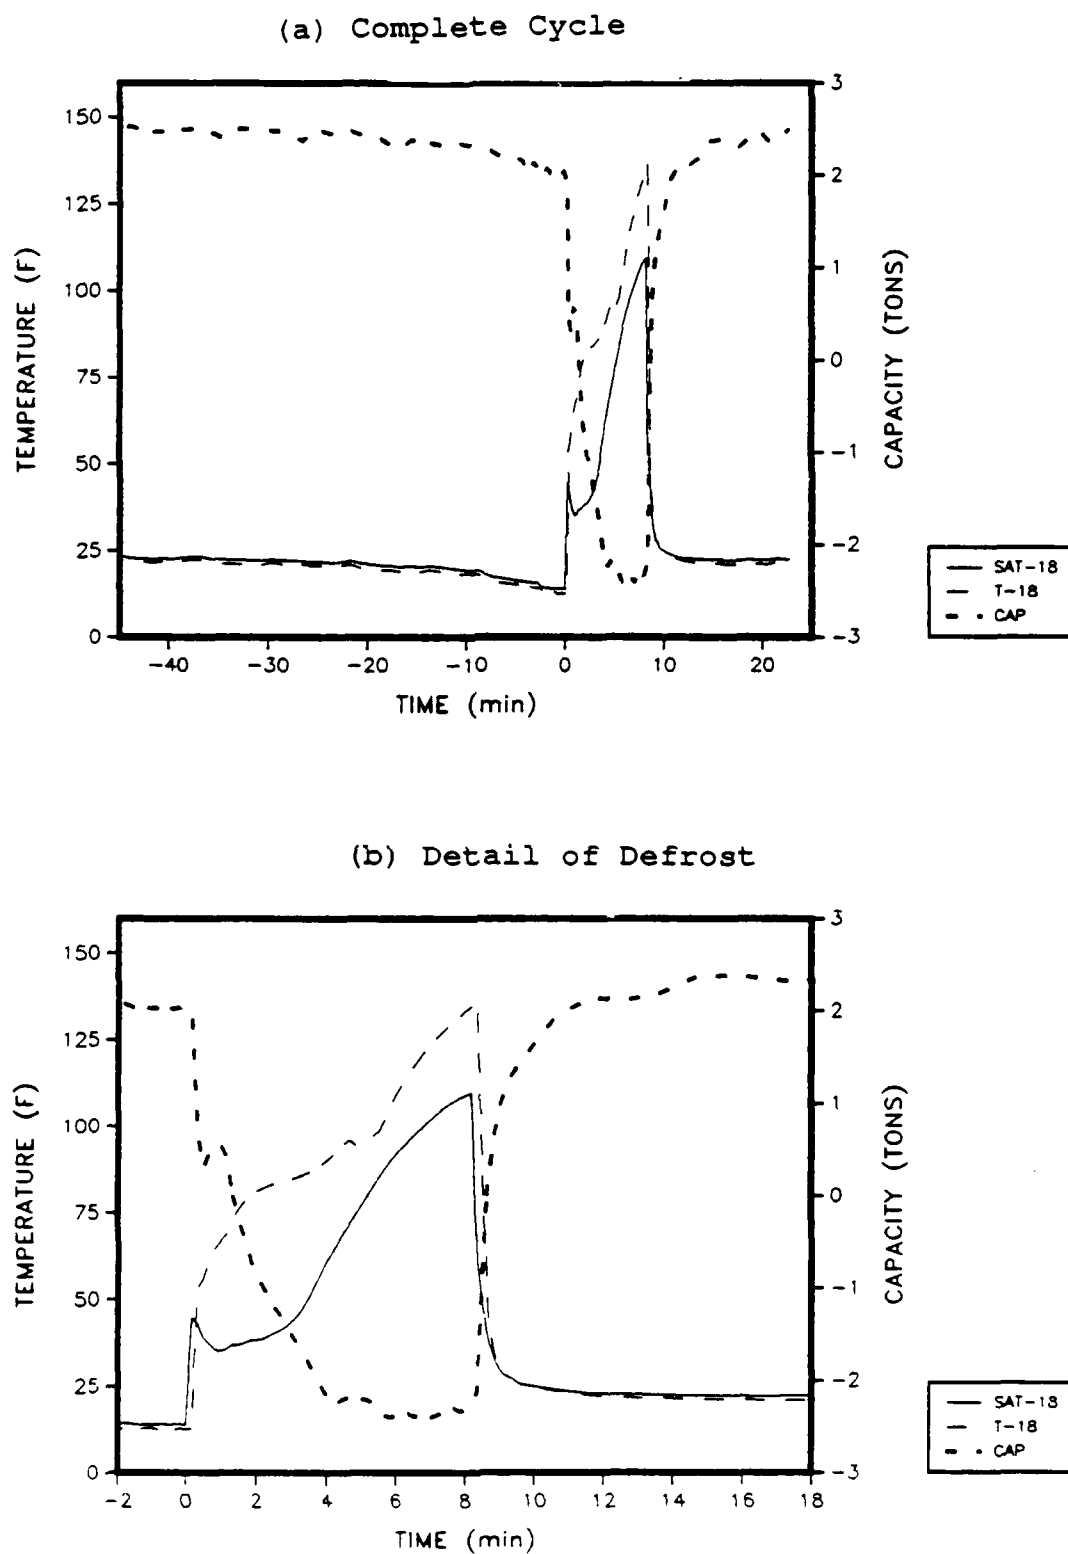 (a) Complete Cycle
150
125
100
75
50
25
0
TEMPERATURE (F)
3
2
1
0
-1
-2
-3
CAPACITY (TONS)
-40 -30 -20 -10 0 10 20
TIME (min)
SAT-18
T-18
CAP
(b) Detail of Defrost
150
125
100
75
50
25
0
TEMPERATURE (F)
3
2
1
0
-1
-2
-3
CAPACITY (TONS)
-2 0 2 4 6 8 10 12 14 16 18
TIME (min)
SAT-18
T-18
CAP